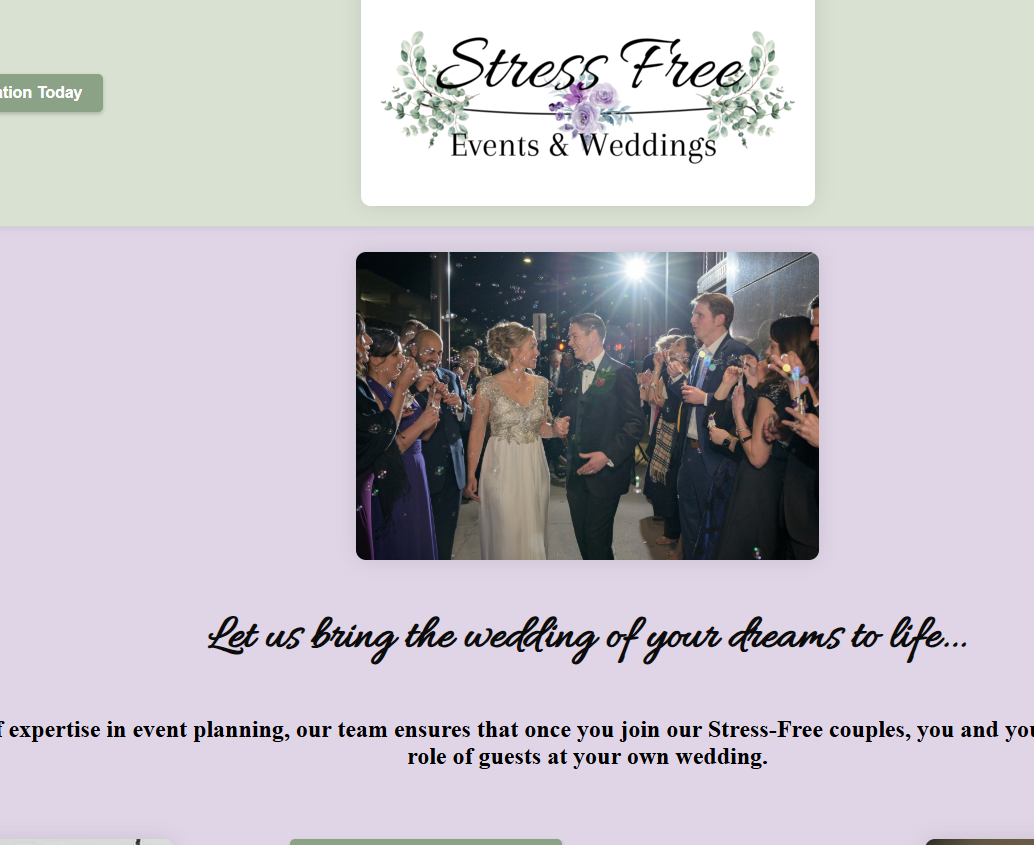 Stress Free
Today
Events & Weddings
Let us bring the wedding of your dreams to life...
expertise in event planning, our team ensures that once you join our Stress-Free couples, you and
role of guests at your own wedding.